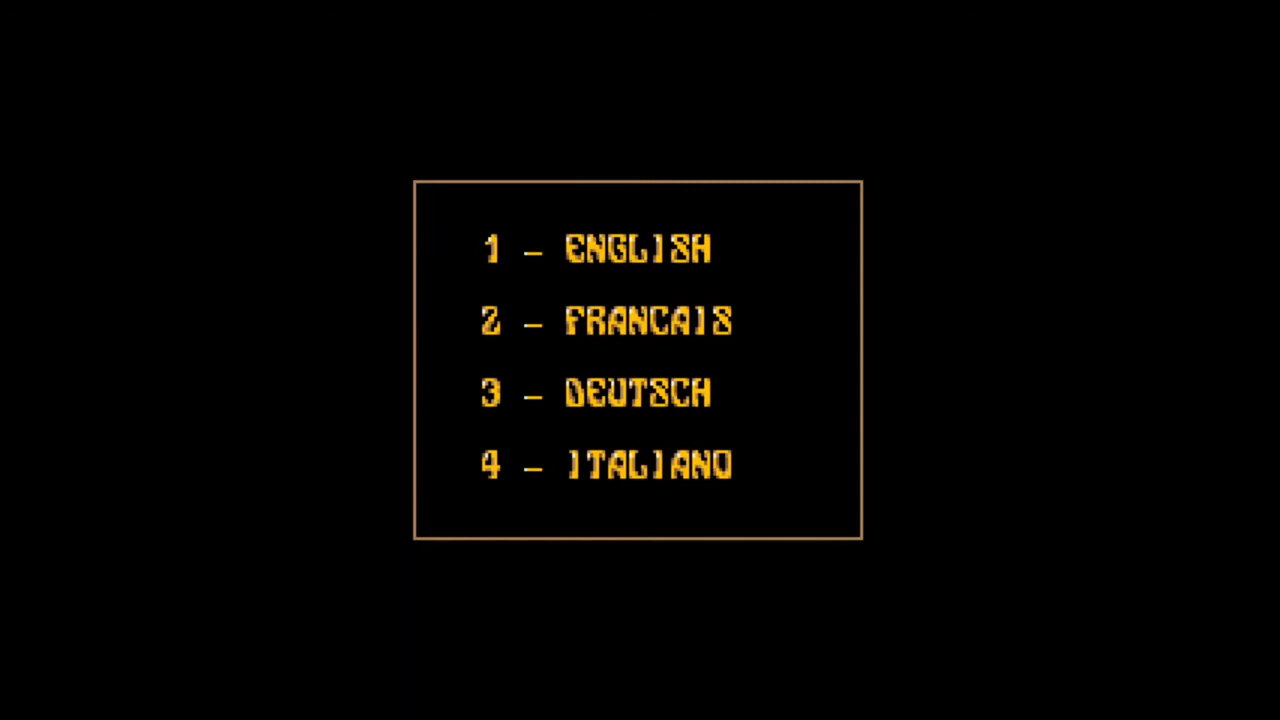 1 - ENGLISH
2 - FRANCAIS
3 - DEUTSCH
4 - ITALIANO